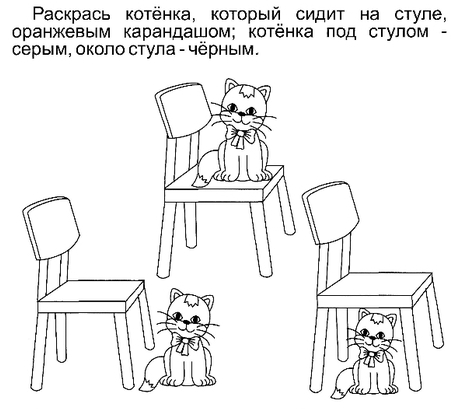 Раскрась котёнка, который сидит на стуле,
оранжевым карандашом; котёнка под стулом -
серым, около стула - чёрным.